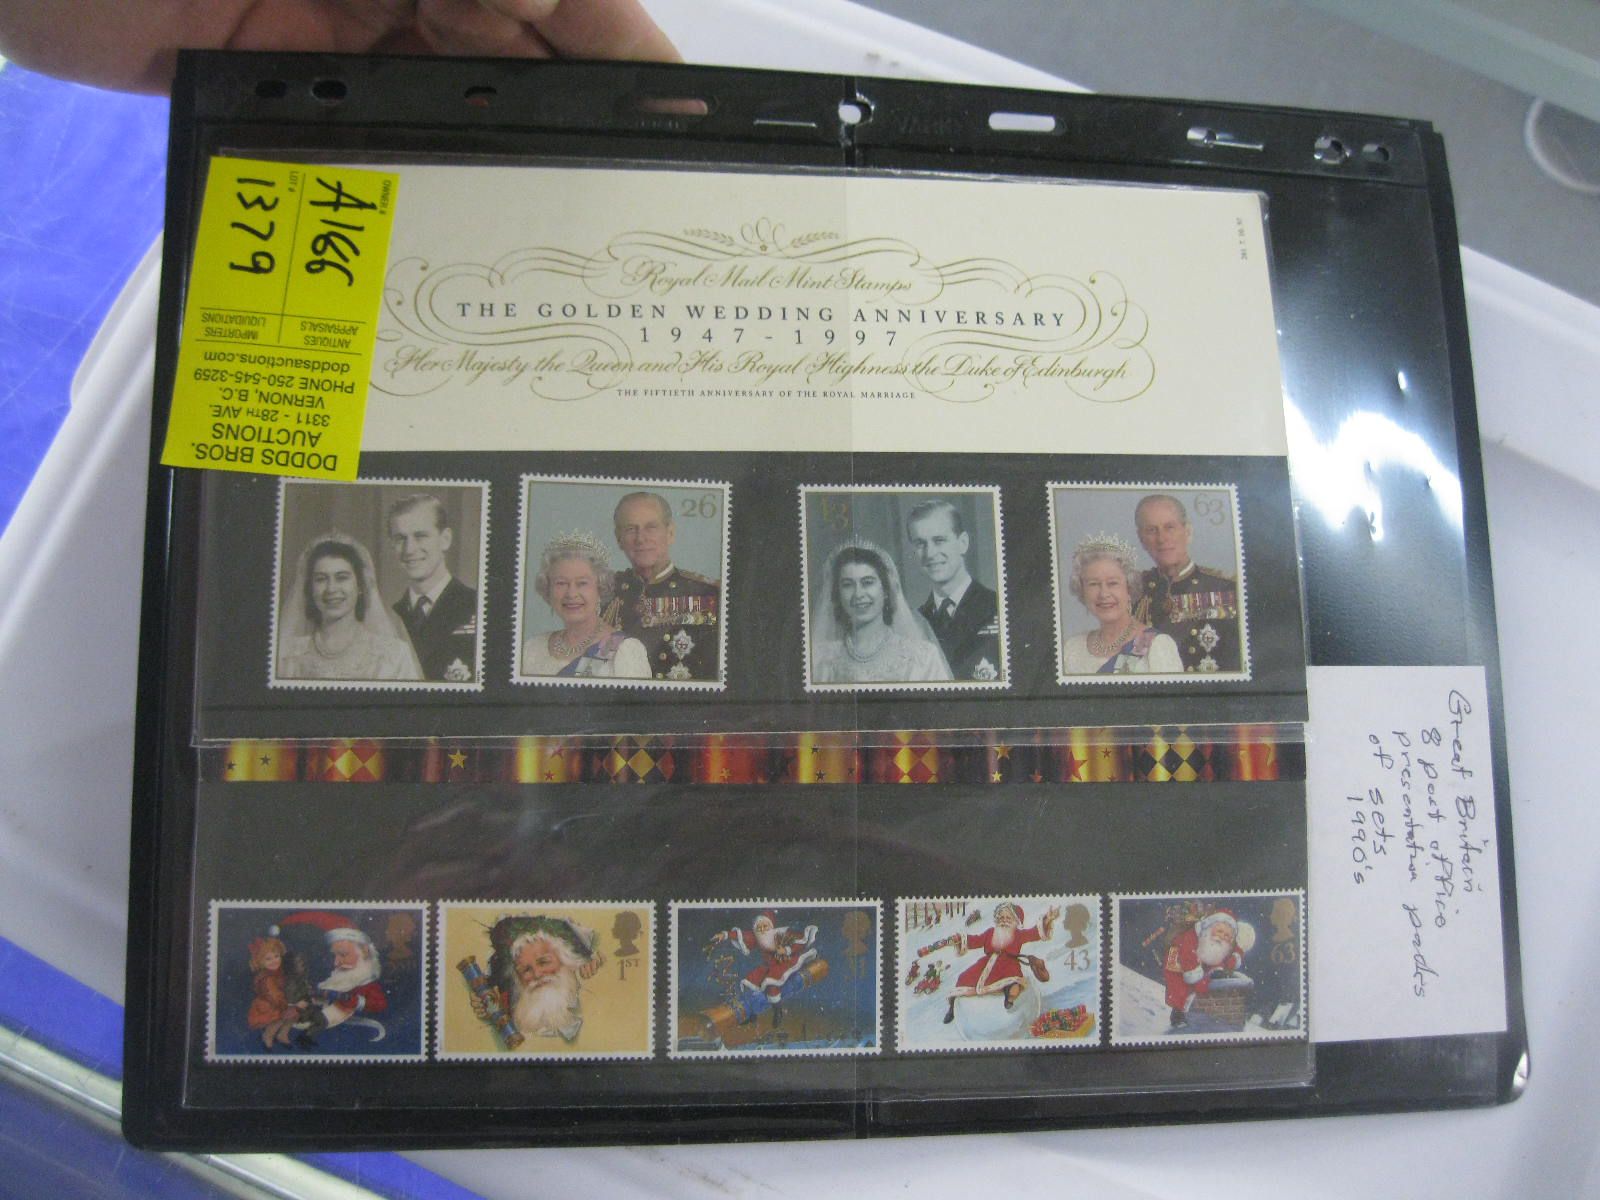 Royal Mail Mint Stamps
THE GOLDEN WEDDING ANNIVERSARY
1947 - 1997
Her Majesty the Queen and His Royal Highness the Duke of Edinburgh
THE FIFTIETH ANNIVERSARY OF THE ROYAL MARRIAGE
OWNER #
A166
LOT #
1379
ANTIQUES
APPRAISALS
IMPORTERS
LIQUIDATIONS
DODDS BROS.
AUCTIONS
3311 - 28TH AVE.
VERNON, B.C.
PHONE 250-545-3259
doddsauctions.com
26
43
63
1ST
43
63
Great Britain
8 post office
presentation packs
of sets
1990's